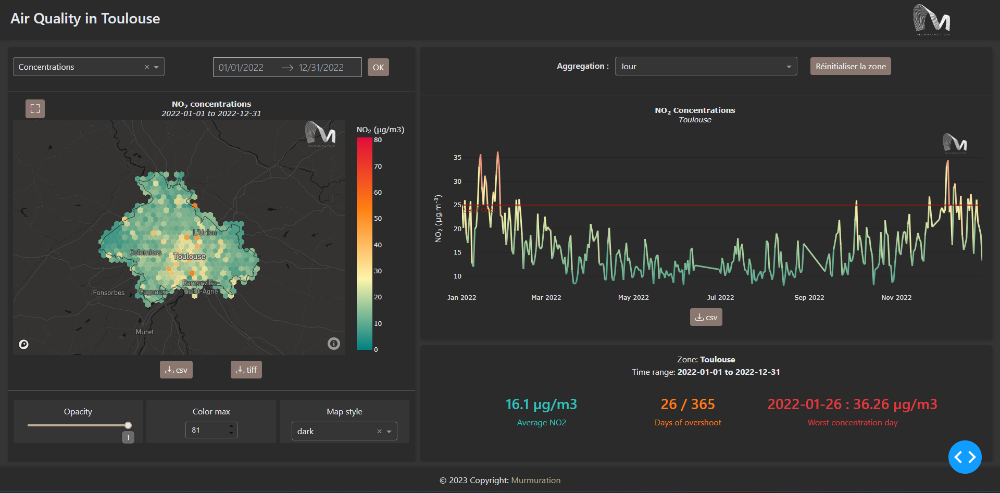 Air Quality in Toulouse
MURMURATION
Concentrations
01/01/2022 → 12/31/2022
OK
NO₂ concentrations
2022-01-01 to 2022-12-31
MURMURATION
NO₂ (µg/m3)
80
70
60
50
40
30
20
10
0
L'Union
Colomiers
Toulouse
Ramonville-
Saint-Agne
Fonsorbes
Cugnaux
Muret
csv
tiff
Opacity
1
Color max
81
Map style
dark
Aggregation :
Jour
Réinitialiser la zone
NO₂ Concentrations
Toulouse
MURMURATION
NO₂ (µg.m⁻³)
35
30
25
Seuil OMS
20
15
10
Jan 2022
Mar 2022
May 2022
Jul 2022
Sep 2022
Nov 2022
csv
Zone: Toulouse
Time range: 2022-01-01 to 2022-12-31
16.1 µg/m3
Average NO2
26 / 365
Days of overshoot
2022-01-26 : 36.26 µg/m3
Worst concentration day
© 2023 Copyright: Murmuration